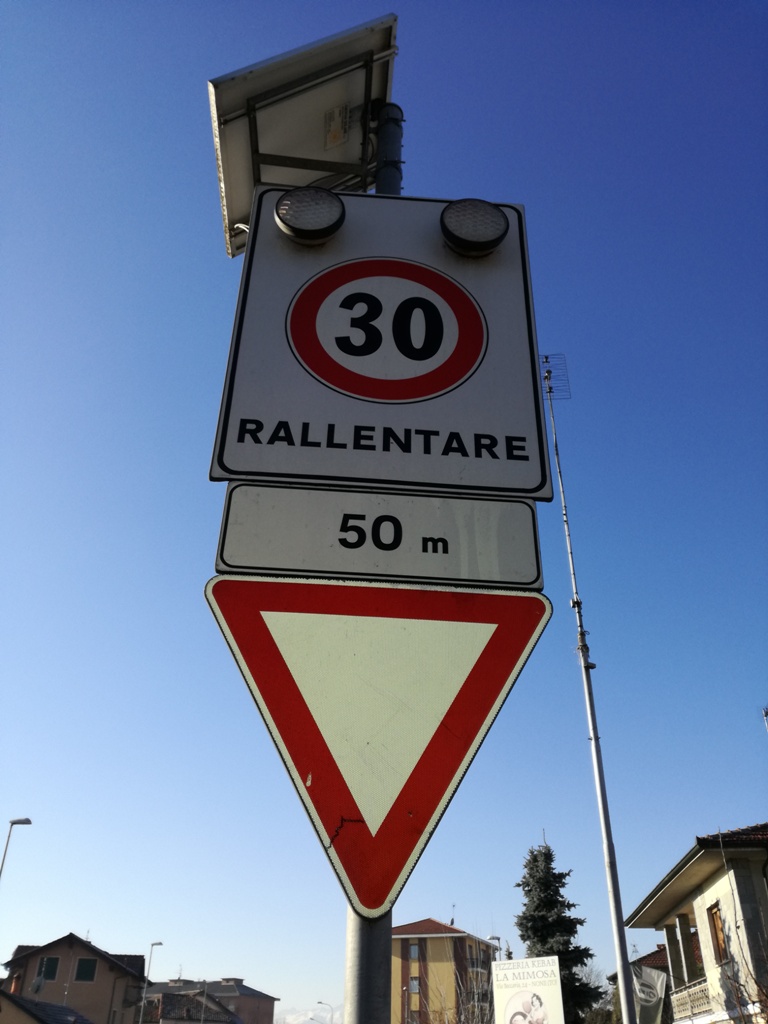 30
RALLENTARE
50 m
PIZZERIA KEBAB
LA MIMOSA